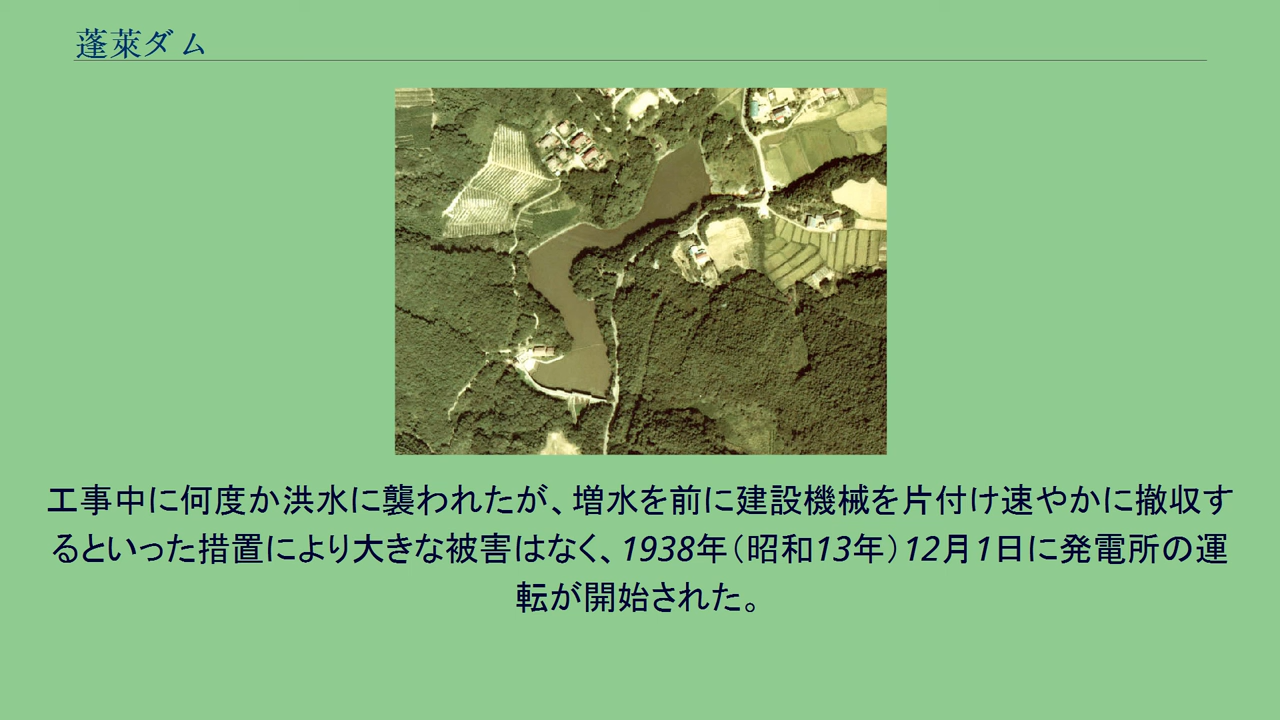 蓬萊ダム
工事中に何度か洪水に襲われたが、増水を前に建設機械を片付け速やかに撤収す
るといった措置により大きな被害はなく、1938年（昭和13年）12月1日に発電所の運
転が開始された。